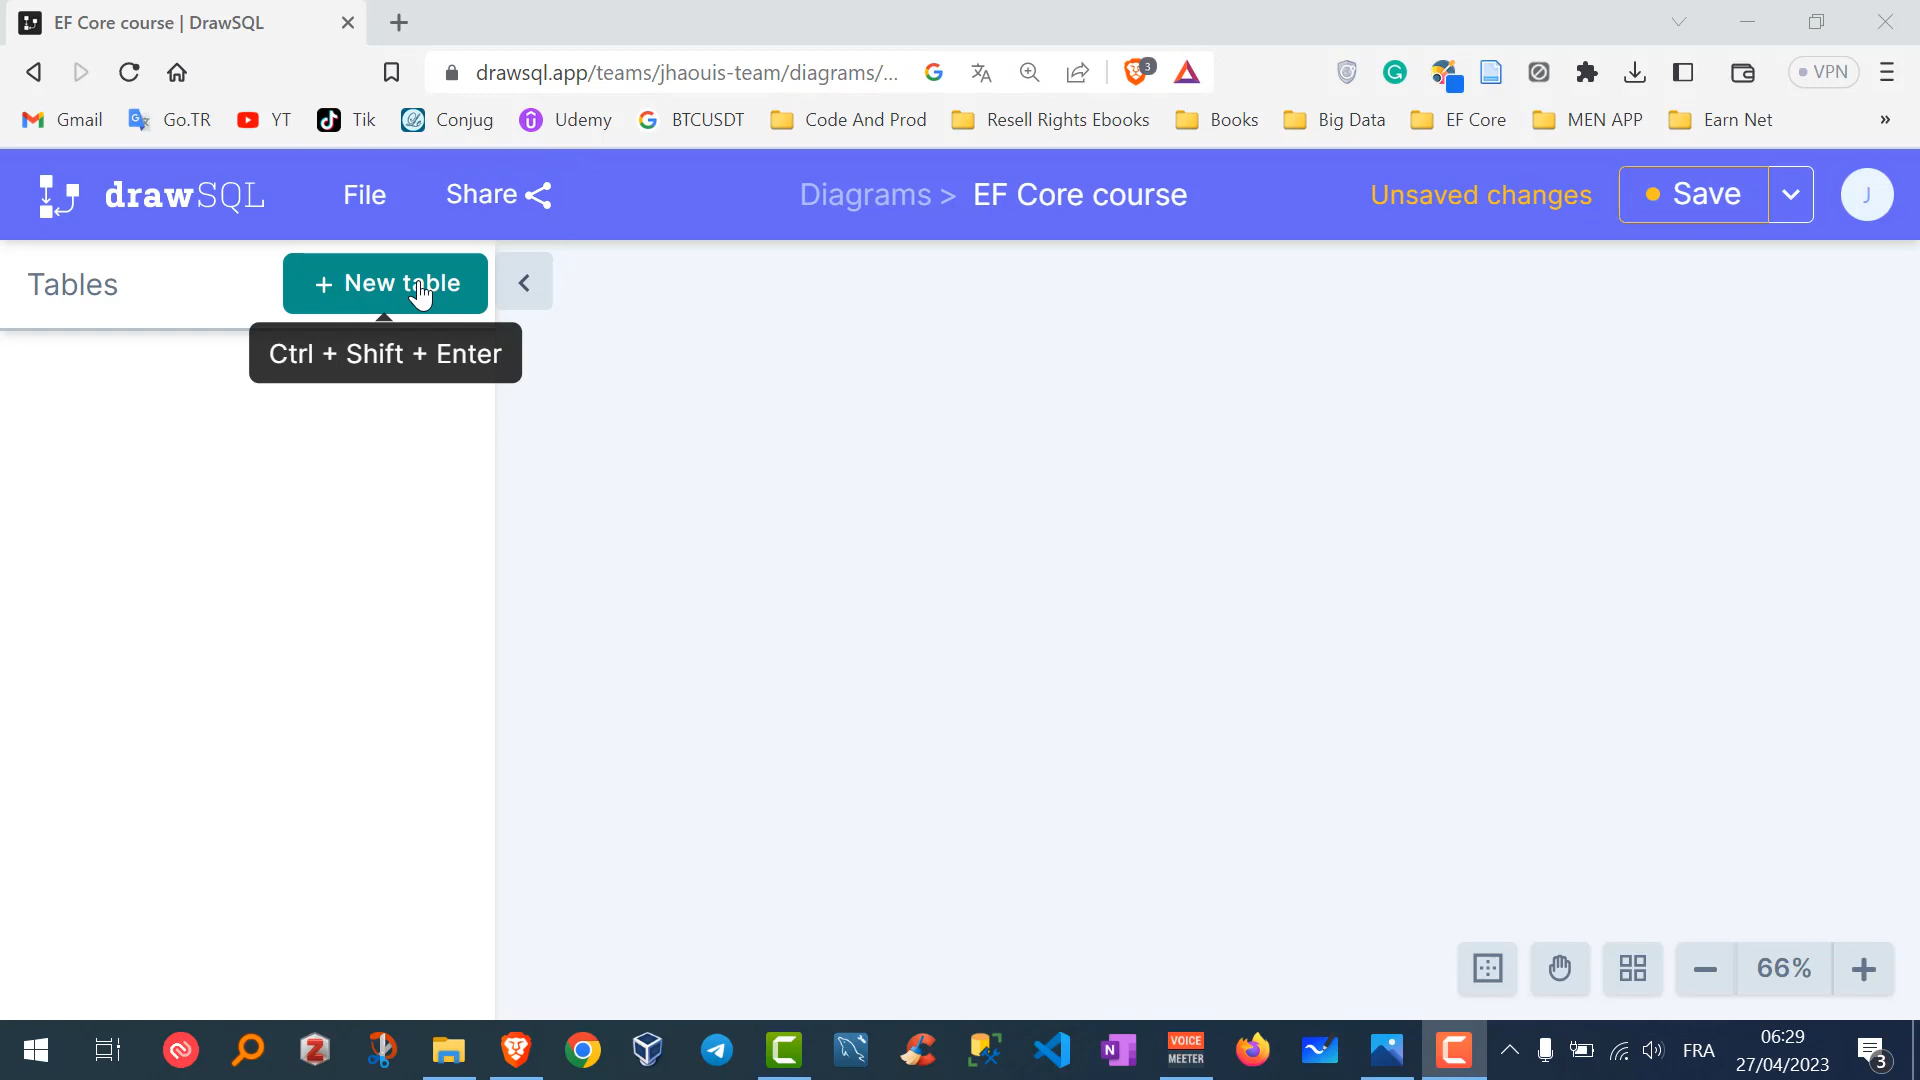 EF Core course | DrawSQL
drawsql.app/teams/jhaouis-team/diagrams/...
3
VPN
Gmail
Go.TR
YT
Tik
Conjug
Udemy
BTCUSDT
Code And Prod
Resell Rights Ebooks
Books
Big Data
EF Core
MEN APP
Earn Net
»
drawSQL
File
Share
Diagrams > EF Core course
Unsaved changes
Save
J
Tables
+ New table
Ctrl + Shift + Enter
66%
VOICE
MEETER
FRA
06:29
27/04/2023
3